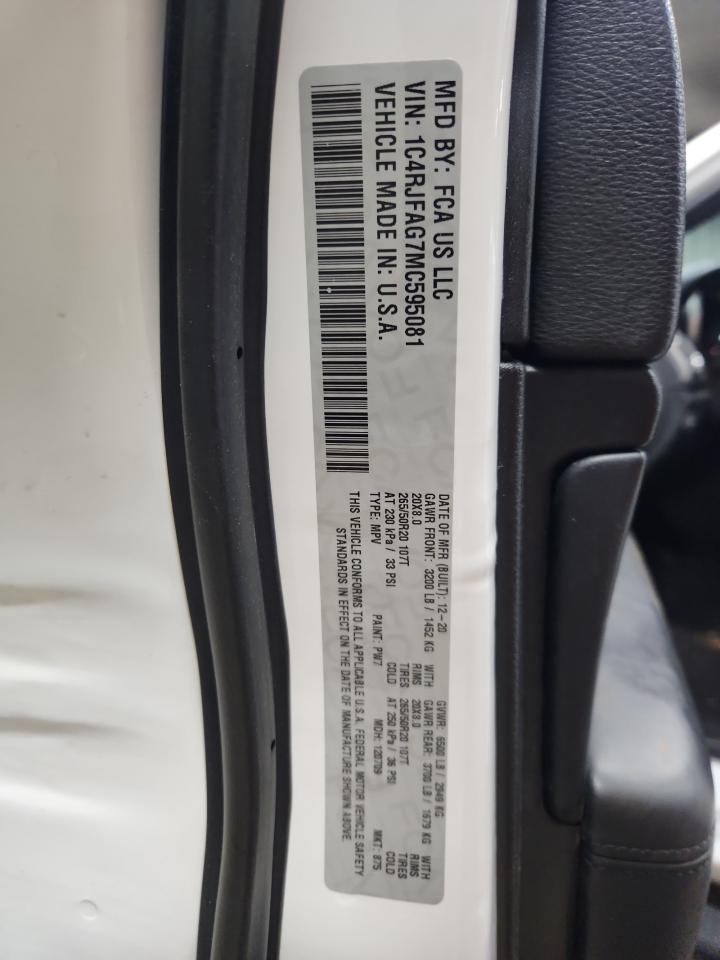 MFD BY: FCA US LLC
VIN: 1C4RJFAG7MC595081
VEHICLE MADE IN: U.S.A.
DATE OF MFR (BUILT): 12-20 GVWR: 6500 LB / 2949 KG
GAWR FRONT: 3200 LB / 1452 KG WITH GAWR REAR: 3700 LB / 1679 KG WITH
20X8.0 RIMS 20X8.0 RIMS
265/50R20 107T TIRES 265/50R20 107T TIRES
AT 230 kPa / 33 PSI COLD AT 250 kPa / 36 PSI COLD
TYPE: MPV PAINT: PW7 MDH: 120709 MKT: 875
THIS VEHICLE CONFORMS TO ALL APPLICABLE U.S.A. FEDERAL MOTOR VEHICLE SAFETY
STANDARDS IN EFFECT ON THE DATE OF MANUFACTURE SHOWN ABOVE